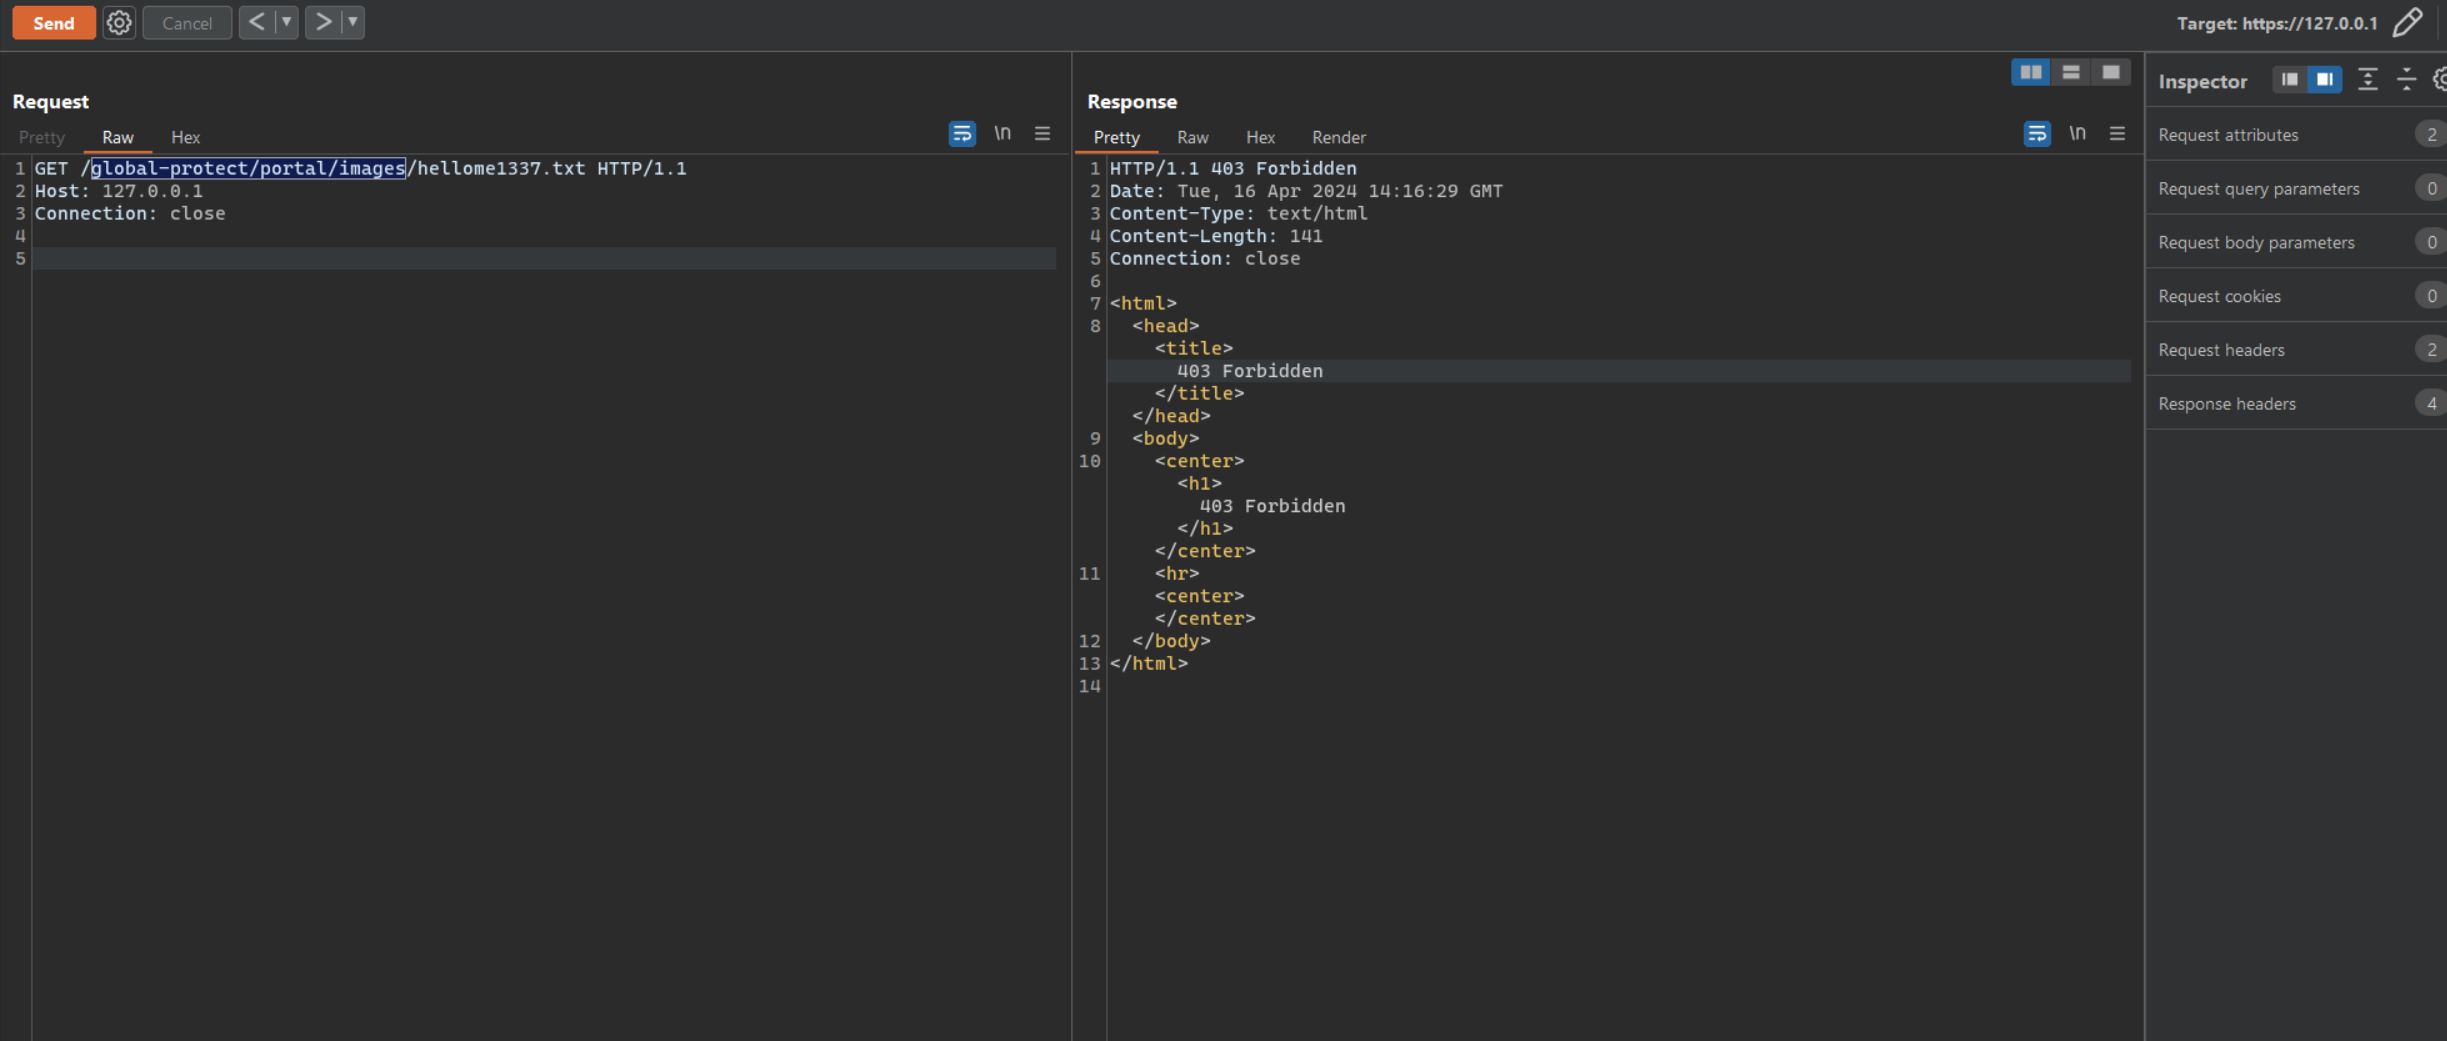 Send Cancel < > Target: https://127.0.0.1
Request
Pretty Raw Hex \n
1 GET /global-protect/portal/images/hellome1337.txt HTTP/1.1
2 Host: 127.0.0.1
3 Connection: close
4
5
Response
Pretty Raw Hex Render \n
1 HTTP/1.1 403 Forbidden
2 Date: Tue, 16 Apr 2024 14:16:29 GMT
3 Content-Type: text/html
4 Content-Length: 141
5 Connection: close
6
7 <html>
8 <head>
<title>
403 Forbidden
</title>
</head>
9 <body>
10 <center>
<h1>
403 Forbidden
</h1>
</center>
11 <hr>
<center>
</center>
12 </body>
13 </html>
14
Inspector
Request attributes 2
Request query parameters 0
Request body parameters 0
Request cookies 0
Request headers 2
Response headers 4